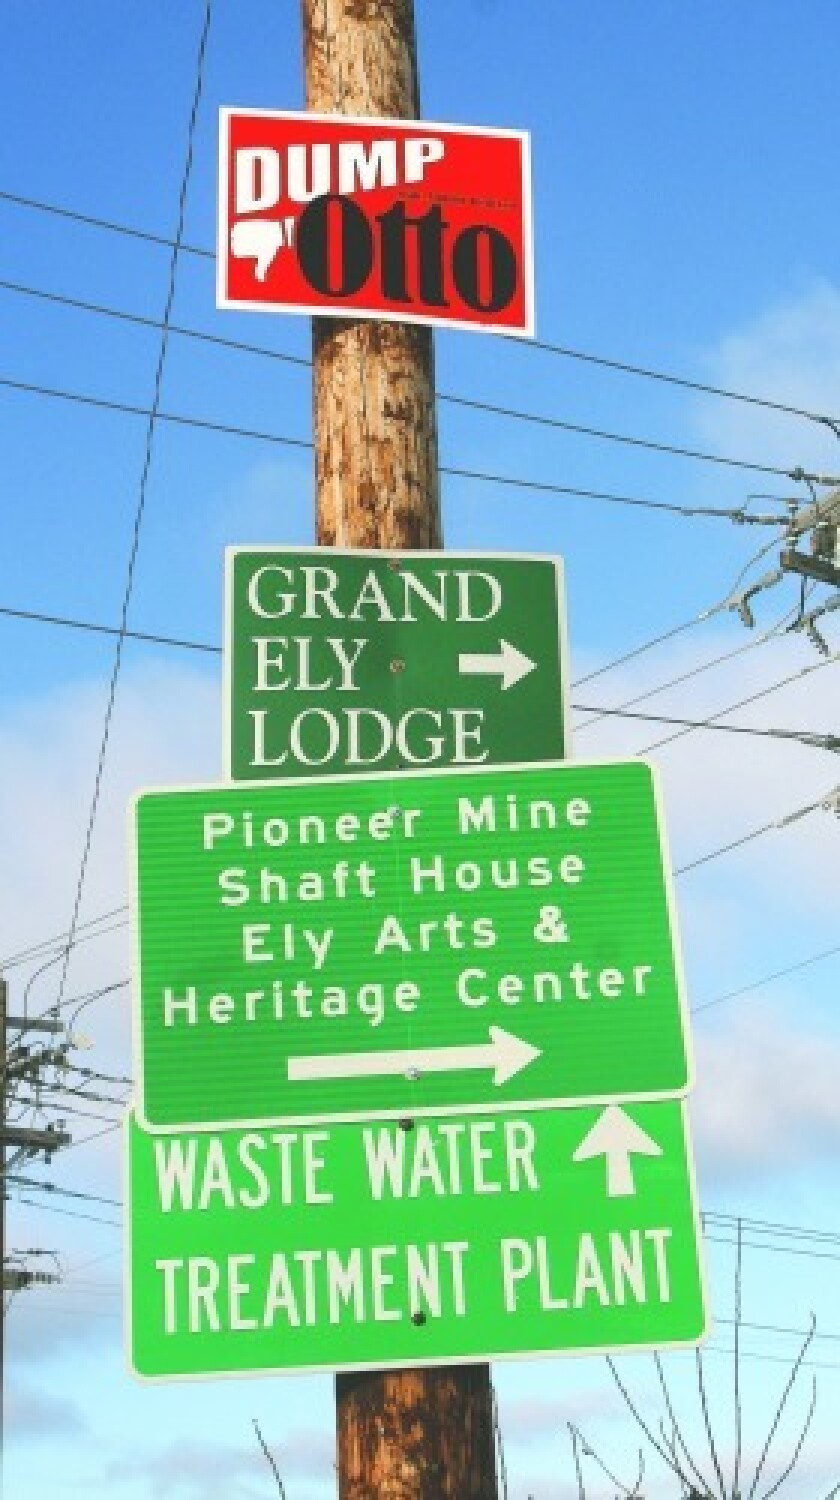 DUMP
Otto
GRAND
ELY
LODGE
Pioneer Mine
Shaft House
Ely Arts &
Heritage Center
WASTE WATER
TREATMENT PLANT